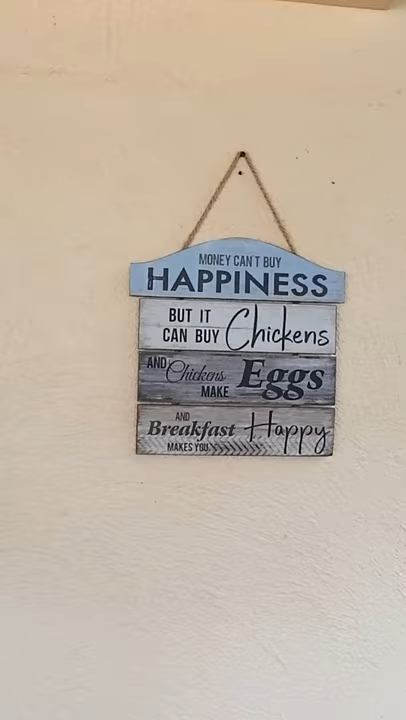 MONEY CAN'T BUY
HAPPINESS
BUT IT
CAN BUY Chickens
AND Chickens
MAKE Eggs
AND
Breakfast Happy
MAKES YOU